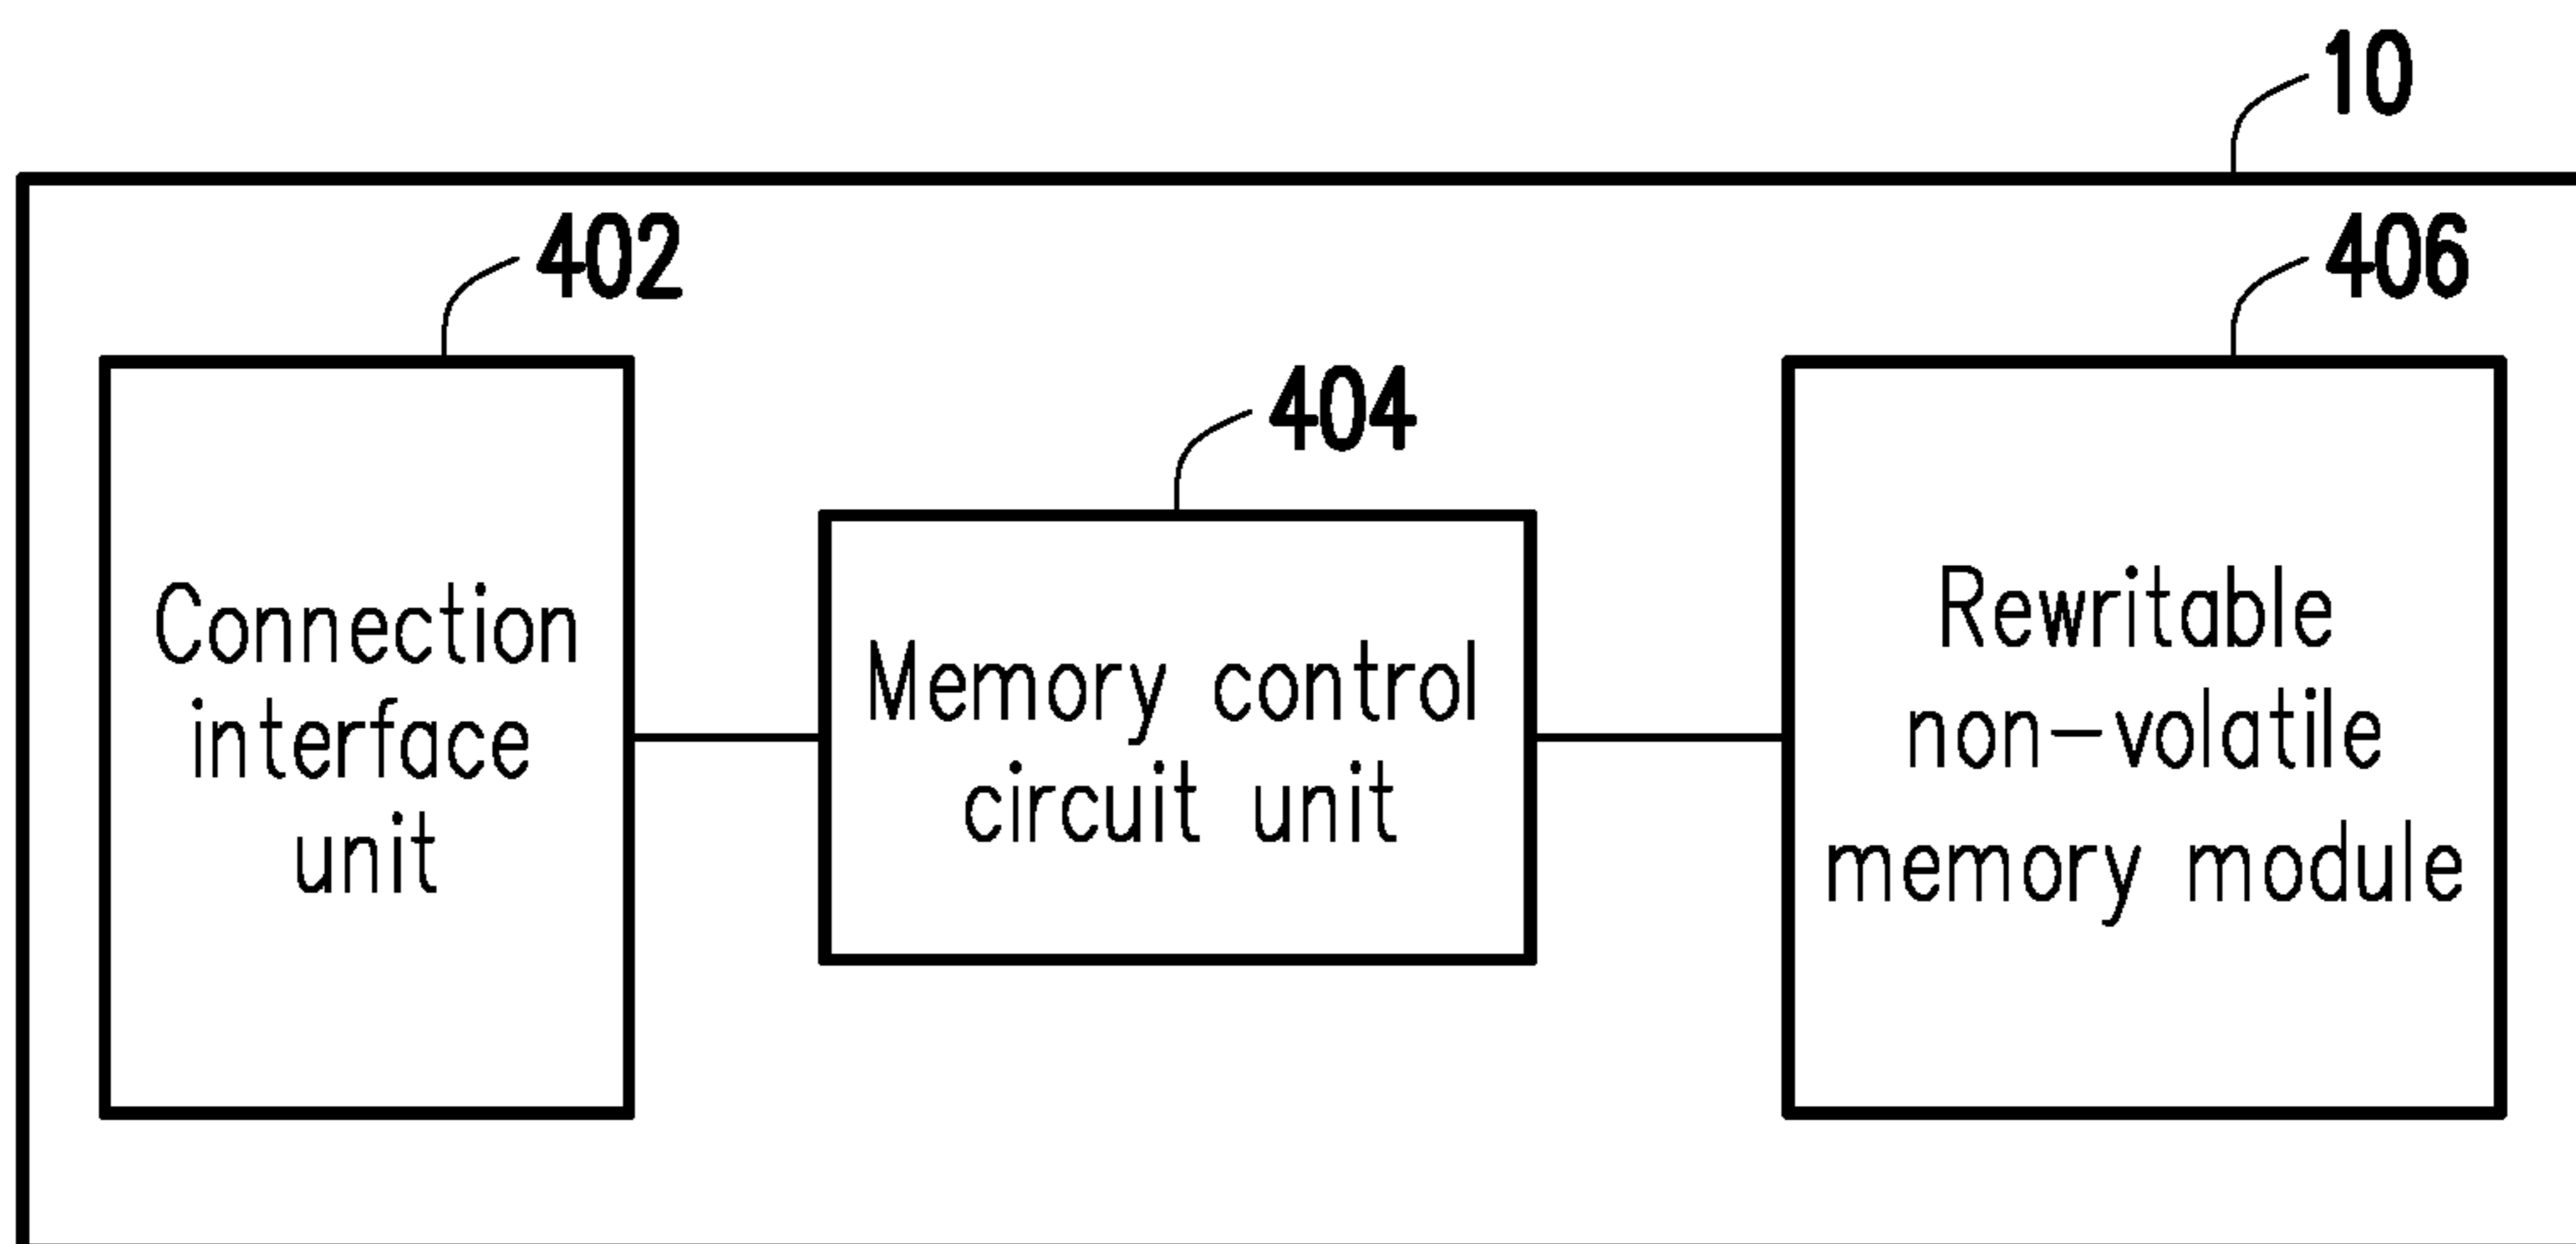 10
402
406
404
Connection
interface
unit
Memory control
circuit unit
Rewritable
non-volatile
memory module